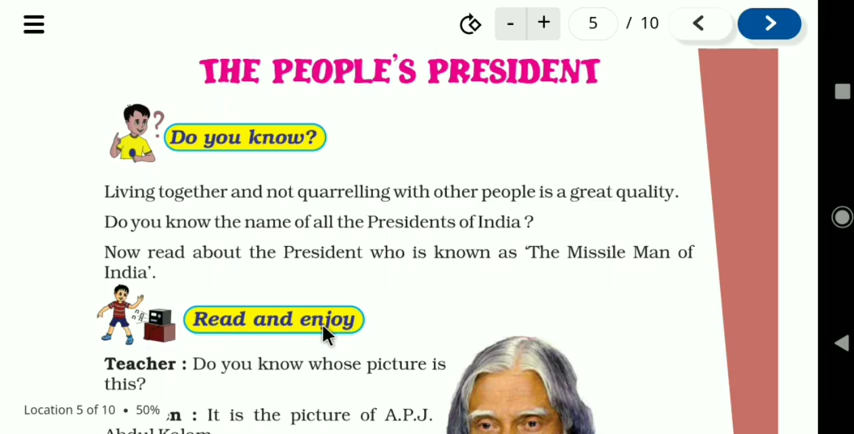 5 / 10
THE PEOPLE'S PRESIDENT
Do you know?
Living together and not quarrelling with other people is a great quality.
Do you know the name of all the Presidents of India ?
Now read about the President who is known as 'The Missile Man of
India'.
Read and enjoy
Teacher : Do you know whose picture is
this?
Location 5 of 10 • 50%
n : It is the picture of A.P.J.
Abdul Kalam